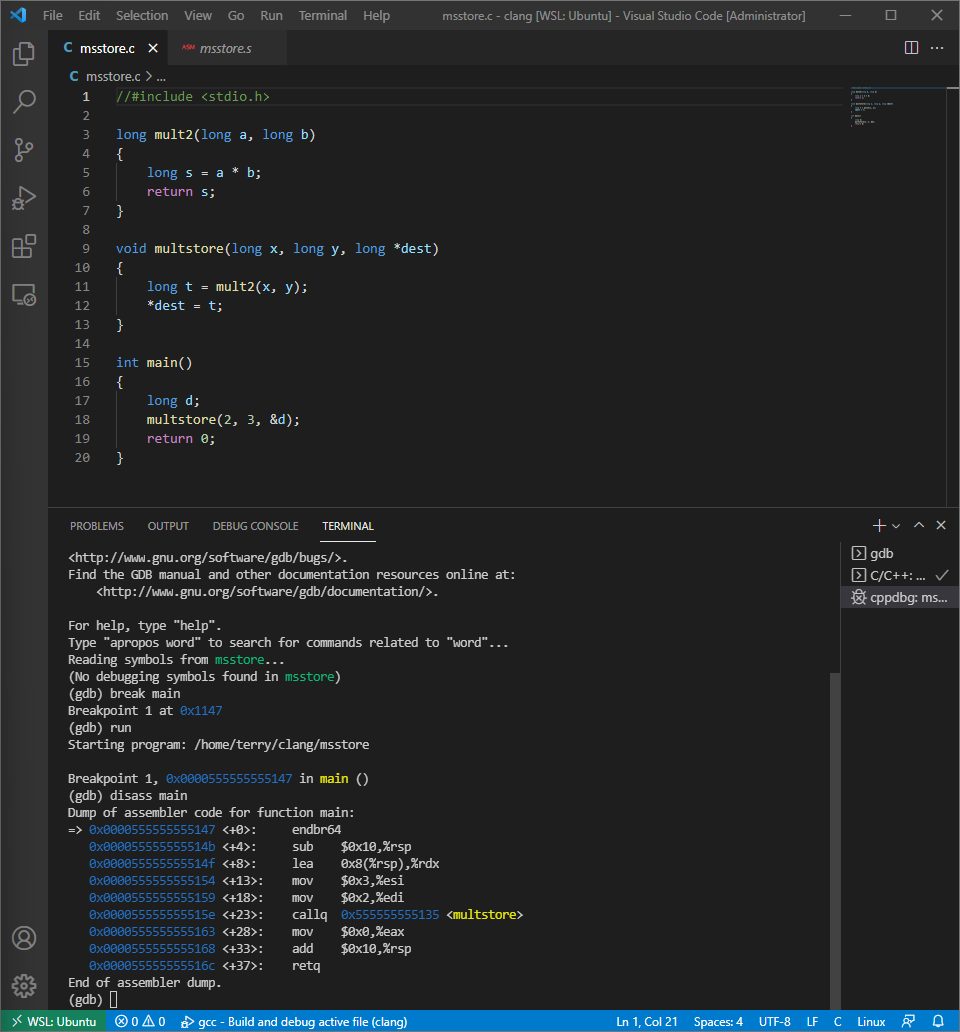 File Edit Selection View Go Run Terminal Help msstore.c - clang [WSL: Ubuntu] - Visual Studio Code [Administrator]
C msstore.c ASM msstore.s
C msstore.c > ...
1 //#include <stdio.h>
2
3 long mult2(long a, long b)
4 {
5 long s = a * b;
6 return s;
7 }
8
9 void multstore(long x, long y, long *dest)
10 {
11 long t = mult2(x, y);
12 *dest = t;
13 }
14
15 int main()
16 {
17 long d;
18 multstore(2, 3, &d);
19 return 0;
20 }
PROBLEMS OUTPUT DEBUG CONSOLE TERMINAL
<http://www.gnu.org/software/gdb/bugs/>.
Find the GDB manual and other documentation resources online at:
<http://www.gnu.org/software/gdb/documentation/>.
For help, type "help".
Type "apropos word" to search for commands related to "word"...
Reading symbols from msstore...
(No debugging symbols found in msstore)
(gdb) break main
Breakpoint 1 at 0x1147
(gdb) run
Starting program: /home/terry/clang/msstore
Breakpoint 1, 0x0000555555555147 in main ()
(gdb) disass main
Dump of assembler code for function main:
=> 0x0000555555555147 <+0>: endbr64
0x000055555555514b <+4>: sub $0x10,%rsp
0x000055555555514f <+8>: lea 0x8(%rsp),%rdx
0x0000555555555154 <+13>: mov $0x3,%esi
0x0000555555555159 <+18>: mov $0x2,%edi
0x000055555555515e <+23>: callq 0x555555555135 <multstore>
0x0000555555555163 <+28>: mov $0x0,%eax
0x0000555555555168 <+33>: add $0x10,%rsp
0x000055555555516c <+37>: retq
End of assembler dump.
(gdb)
gdb
C/C++: ...
cppdbg: ms...
WSL: Ubuntu 0 0 gcc - Build and debug active file (clang) Ln 1, Col 21 Spaces: 4 UTF-8 LF C Linux